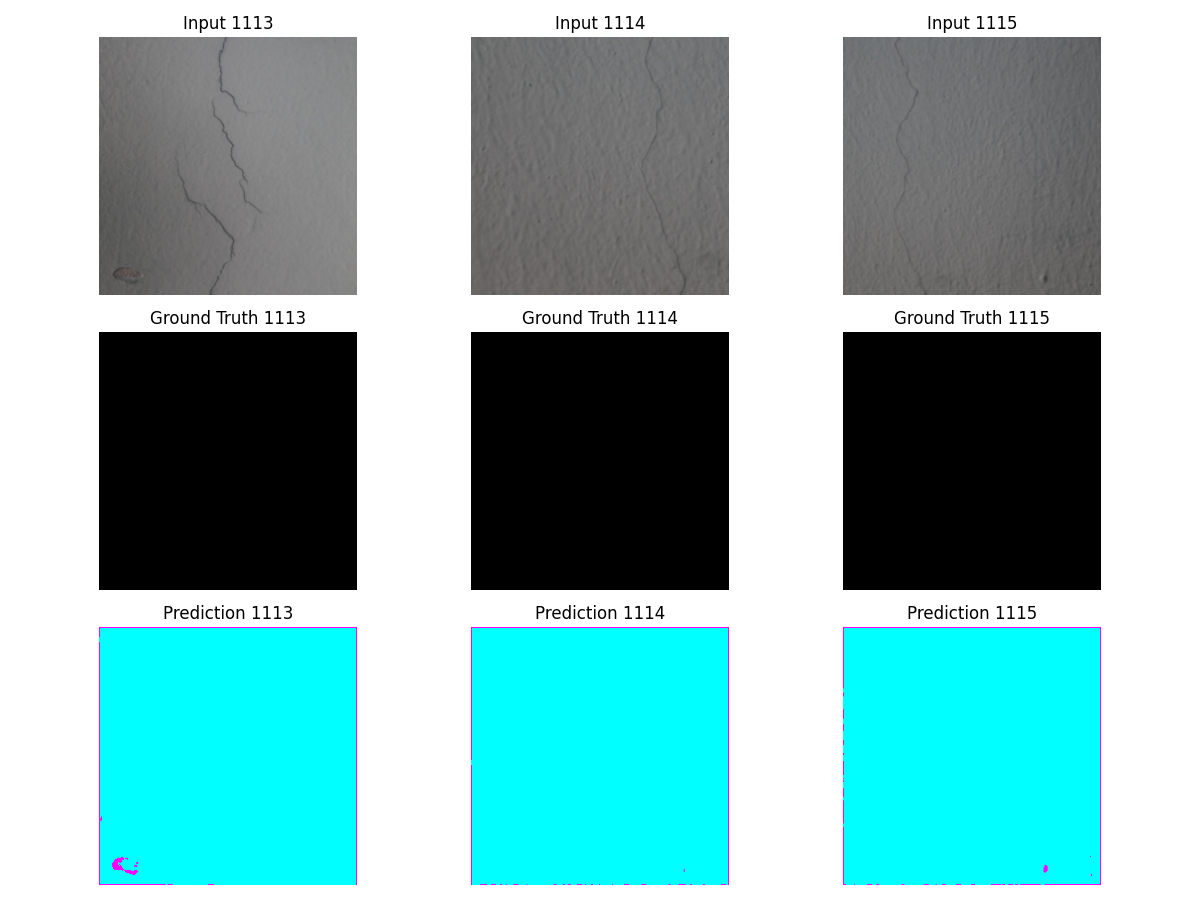 Input 1113
Input 1114
Input 1115
Ground Truth 1113
Ground Truth 1114
Ground Truth 1115
Prediction 1113
Prediction 1114
Prediction 1115